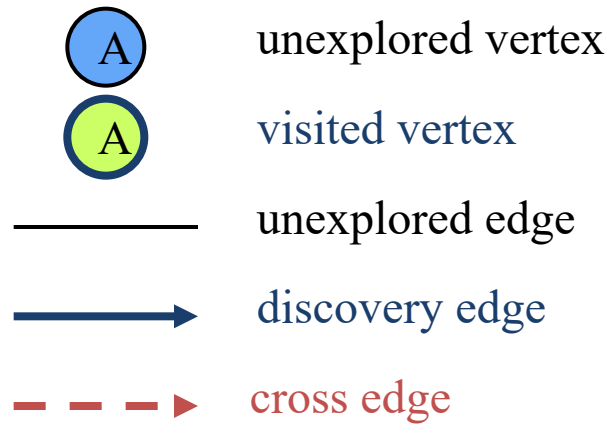 A unexplored vertex
A visited vertex
unexplored edge
discovery edge
cross edge